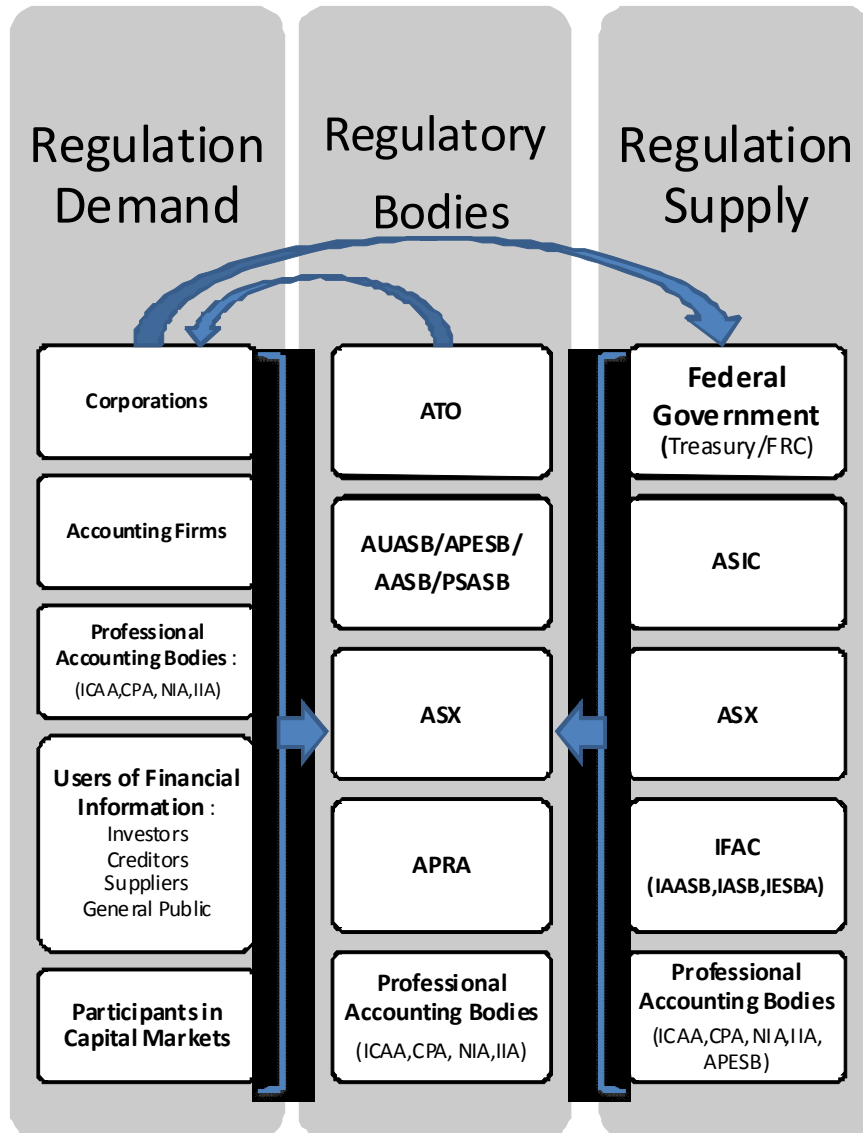 Regulation
Demand
Corporations
Accounting Firms
Professional
Accounting Bodies :
(ICAA,CPA, NIA,IIA)
Users of Financial
Information :
Investors
Creditors
Suppliers
General Public
Participants in
Capital Markets
Regulatory
Bodies
ATO
AUASB/APESB/
AASB/PSASB
ASX
APRA
Professional
Accounting Bodies
(ICAA,CPA, NIA,IIA)
Regulation
Supply
Federal
Government
(Treasury/FRC)
ASIC
ASX
IFAC
(IAASB,IASB,IESBA)
Professional
Accounting Bodies
(ICAA,CPA, NIA,IIA,
APESB)